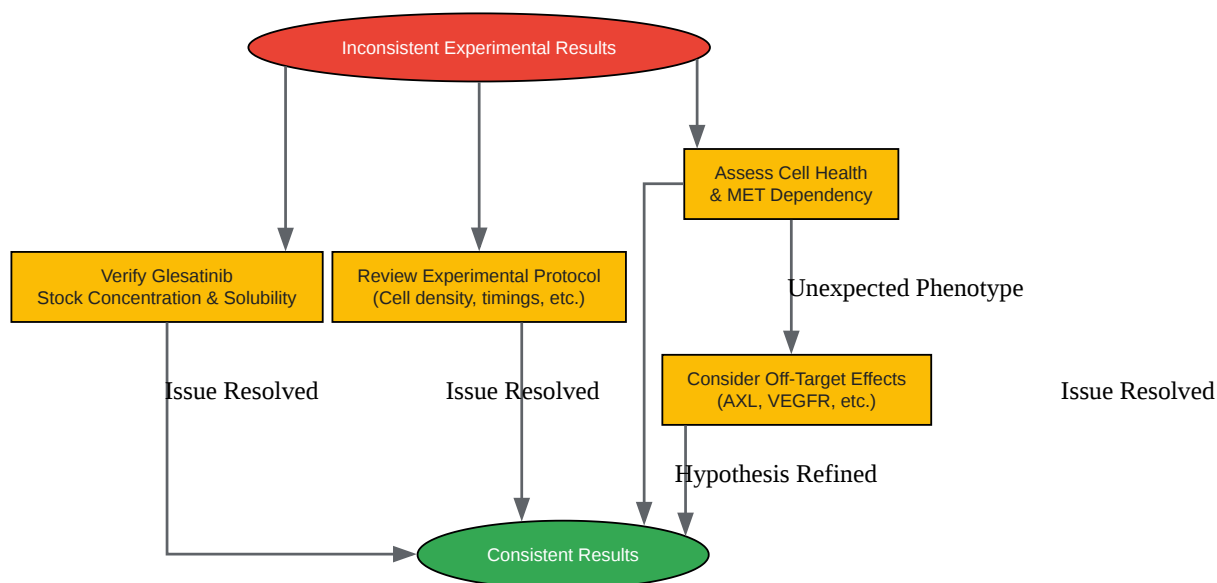 Inconsistent Experimental Results
Assess Cell Health
& MET Dependency
Verify Glesatinib
Stock Concentration & Solubility
Review Experimental Protocol
(Cell density, timings, etc.)
Unexpected Phenotype
Consider Off-Target Effects
(AXL, VEGFR, etc.)
Issue Resolved
Issue Resolved
Issue Resolved
Hypothesis Refined
Consistent Results